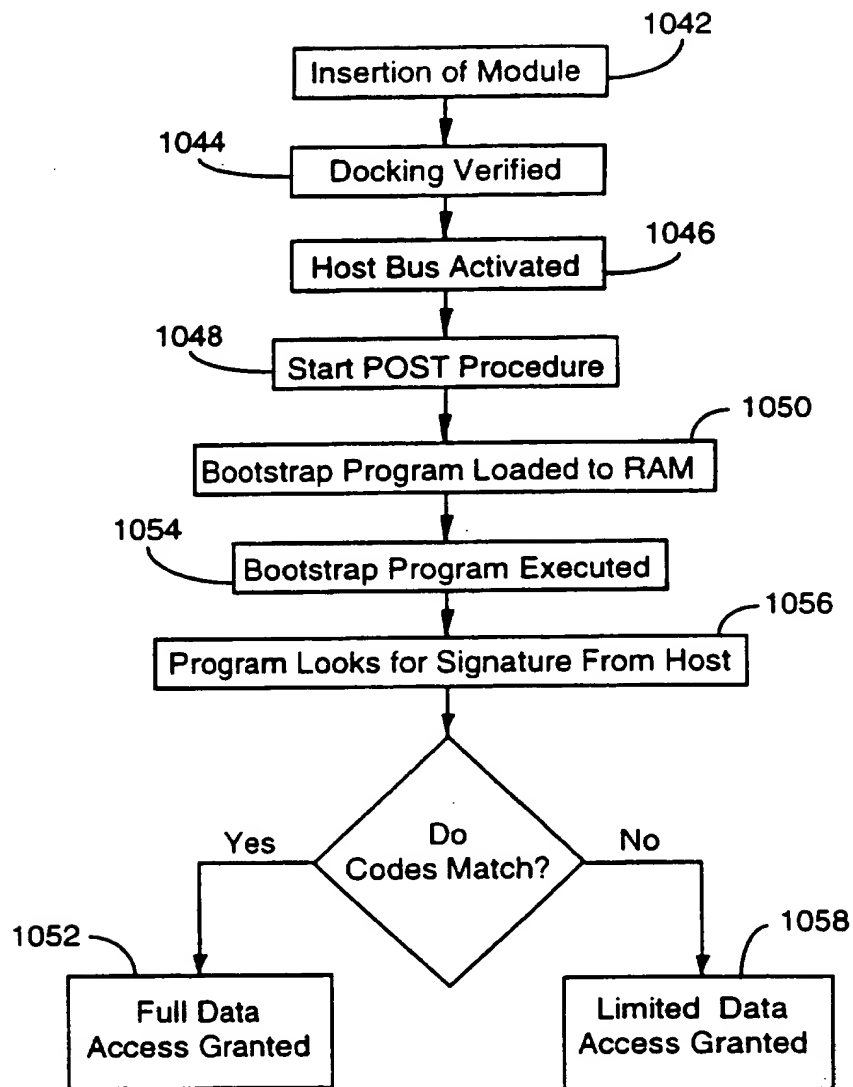 1042
Insertion of Module
1044
Docking Verified
1046
Host Bus Activated
1048
Start POST Procedure
1050
Bootstrap Program Loaded to RAM
1054
Bootstrap Program Executed
1056
Program Looks for Signature From Host
Do
Codes Match?
Yes
No
1052
1058
Full Data
Access Granted
Limited Data
Access Granted